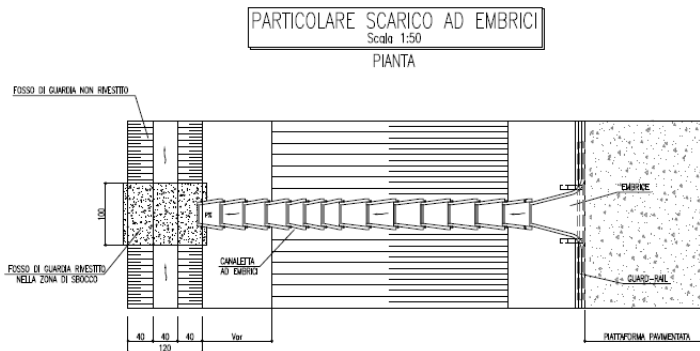 PARTICOLARE SCARICO AD EMBRICI
Scala 1:50
PIANTA
FOSSO DI GUARDIA NON RIVESTITO
100
EMBRICE
CANALETTA
AD EMBRICI
FOSSO DI GUARDIA RIVESTITO
NELLA ZONA DI SBOCCO
GUARD-RAIL
40 40 40 Var
120
PIATTAFORMA PAVIMENTATA